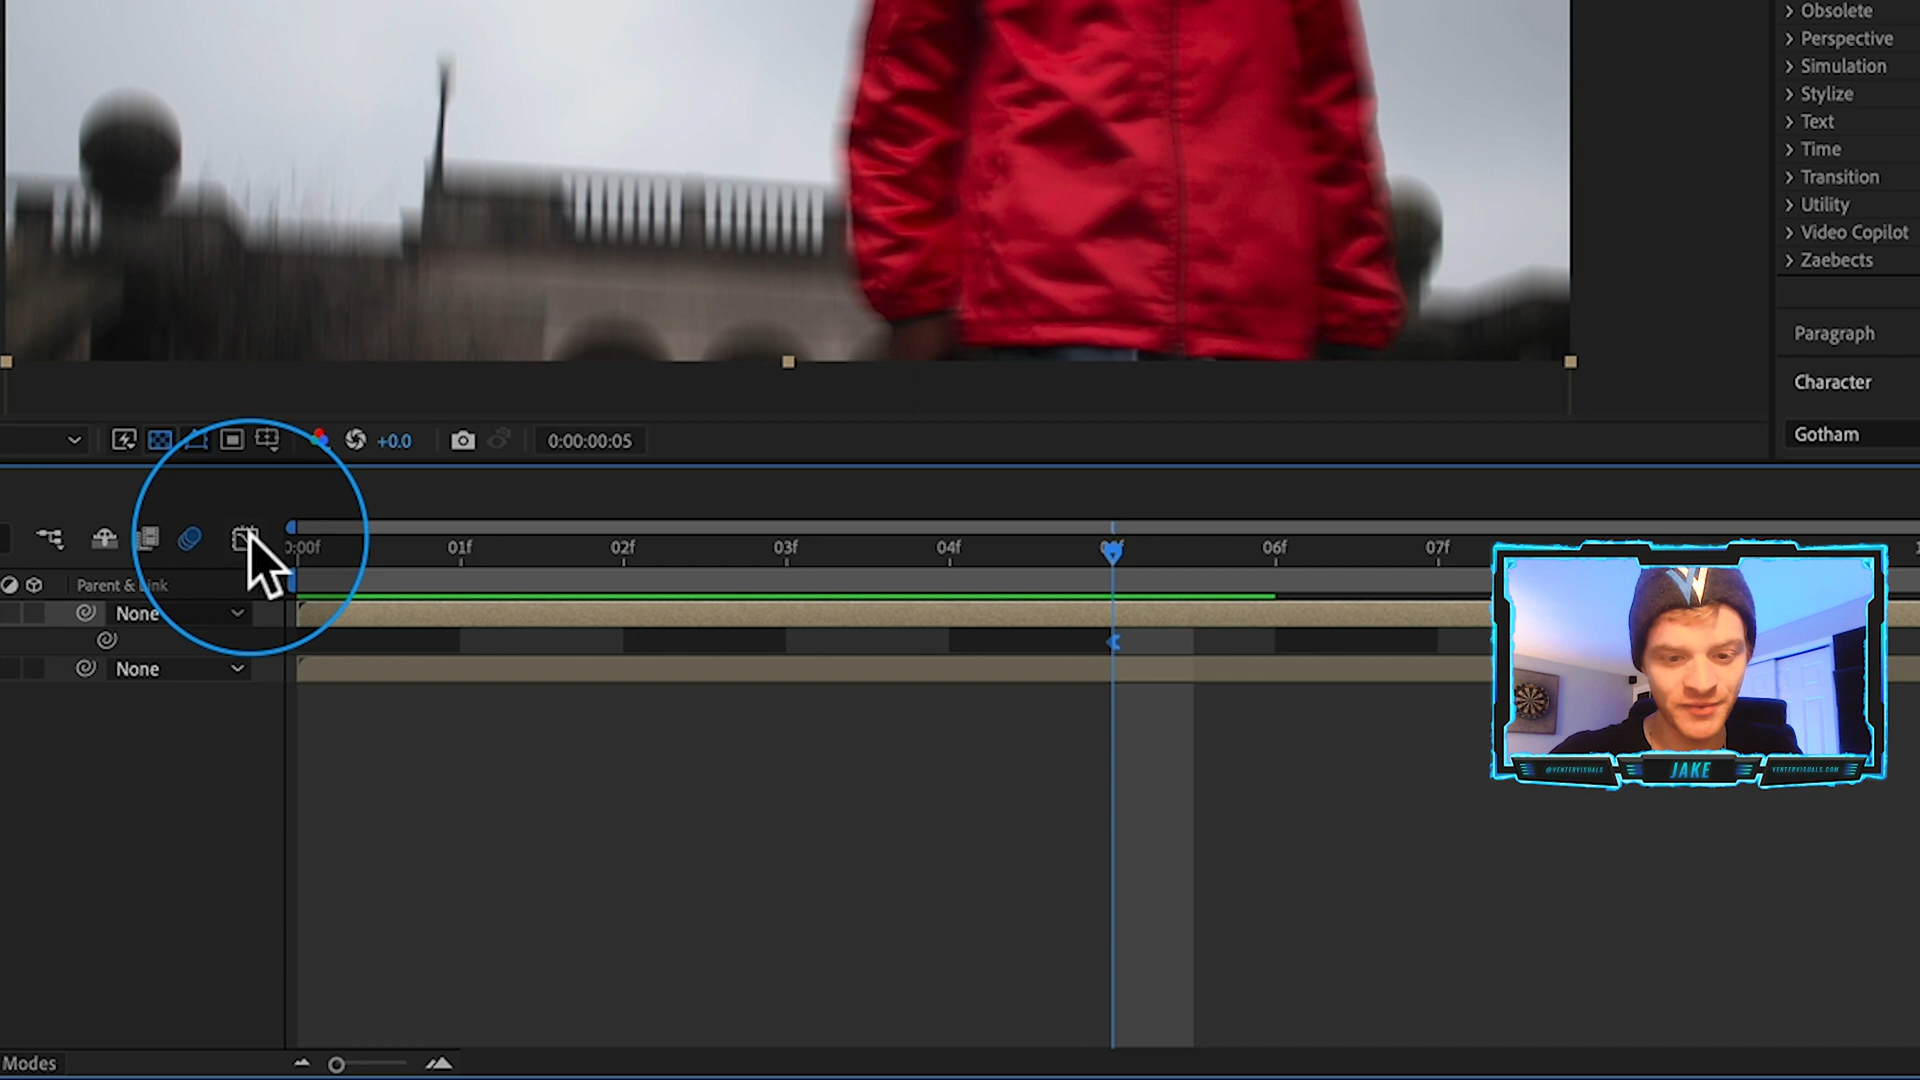 Obsolete
Perspective
Simulation
Stylize
Text
Time
Transition
Utility
Video Copilot
Zaebects
Paragraph
Character
Gotham
+0.0
0:00:00:05
0:00f 01f 02f 03f 04f 06f 07f
Parent & Link
None
None
@VENTERVISUALS
JAKE
VENTERVISUALS.COM
Modes